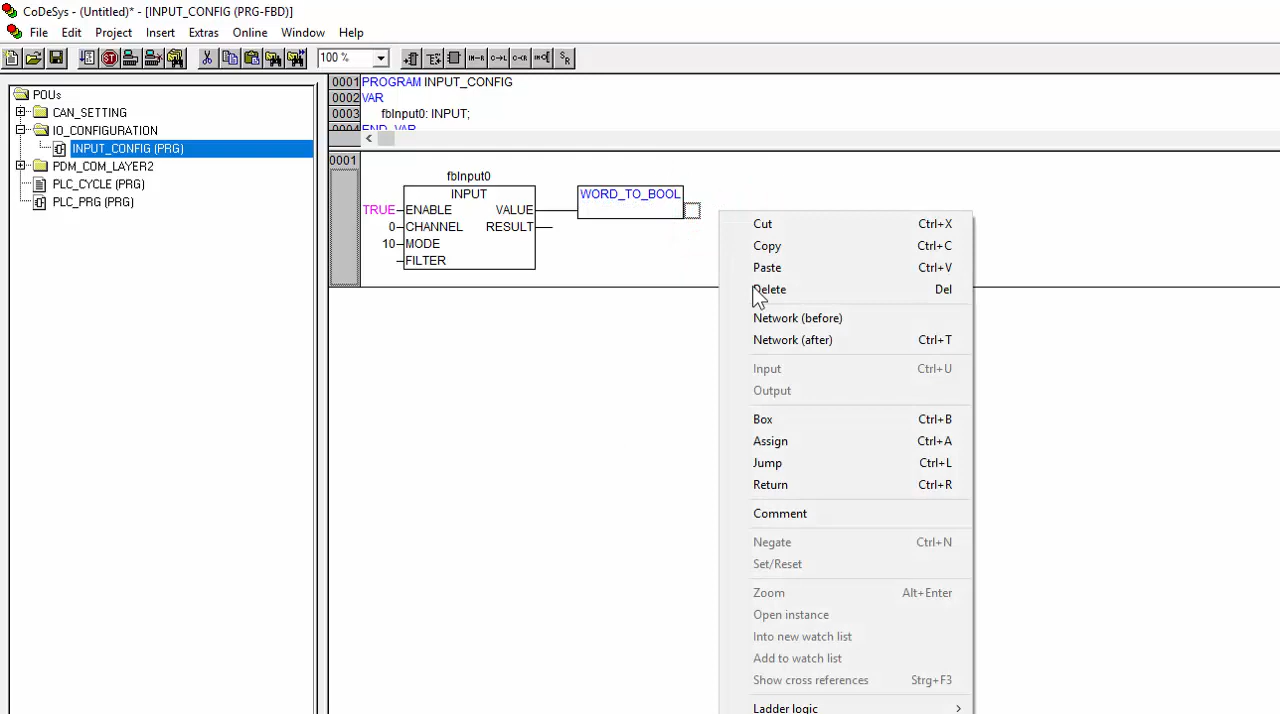 CoDeSys - (Untitled)* - [INPUT_CONFIG (PRG-FBD)]
File Edit Project Insert Extras Online Window Help
100 %
POUs
CAN_SETTING
IO_CONFIGURATION
INPUT_CONFIG (PRG)
PDM_COM_LAYER2
PLC_CYCLE (PRG)
PLC_PRG (PRG)
0001 PROGRAM INPUT_CONFIG
0002 VAR
0003 fbInput0: INPUT;
0004 END_VAR
0001
fbInput0
INPUT
TRUE ENABLE VALUE
0 CHANNEL RESULT
10 MODE
FILTER
WORD_TO_BOOL
Cut Ctrl+X
Copy Ctrl+C
Paste Ctrl+V
Delete Del
Network (before)
Network (after) Ctrl+T
Input Ctrl+U
Output
Box Ctrl+B
Assign Ctrl+A
Jump Ctrl+L
Return Ctrl+R
Comment
Negate Ctrl+N
Set/Reset
Zoom Alt+Enter
Open instance
Into new watch list
Add to watch list
Show cross references Strg+F3
Ladder logic